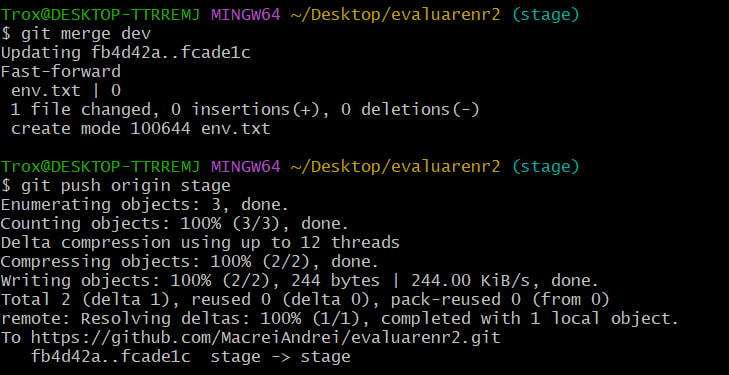 Trox@DESKTOP-TTRREMJ MINGW64 ~/Desktop/evaluarenr2 (stage)
$ git merge dev
Updating fb4d42a..fcade1c
Fast-forward
 env.txt | 0
 1 file changed, 0 insertions(+), 0 deletions(-)
 create mode 100644 env.txt

Trox@DESKTOP-TTRREMJ MINGW64 ~/Desktop/evaluarenr2 (stage)
$ git push origin stage
Enumerating objects: 3, done.
Counting objects: 100% (3/3), done.
Delta compression using up to 12 threads
Compressing objects: 100% (2/2), done.
Writing objects: 100% (2/2), 244 bytes | 244.00 KiB/s, done.
Total 2 (delta 1), reused 0 (delta 0), pack-reused 0 (from 0)
remote: Resolving deltas: 100% (1/1), completed with 1 local object.
To https://github.com/MacreiAndrei/evaluarenr2.git
   fb4d42a..fcade1c  stage -> stage